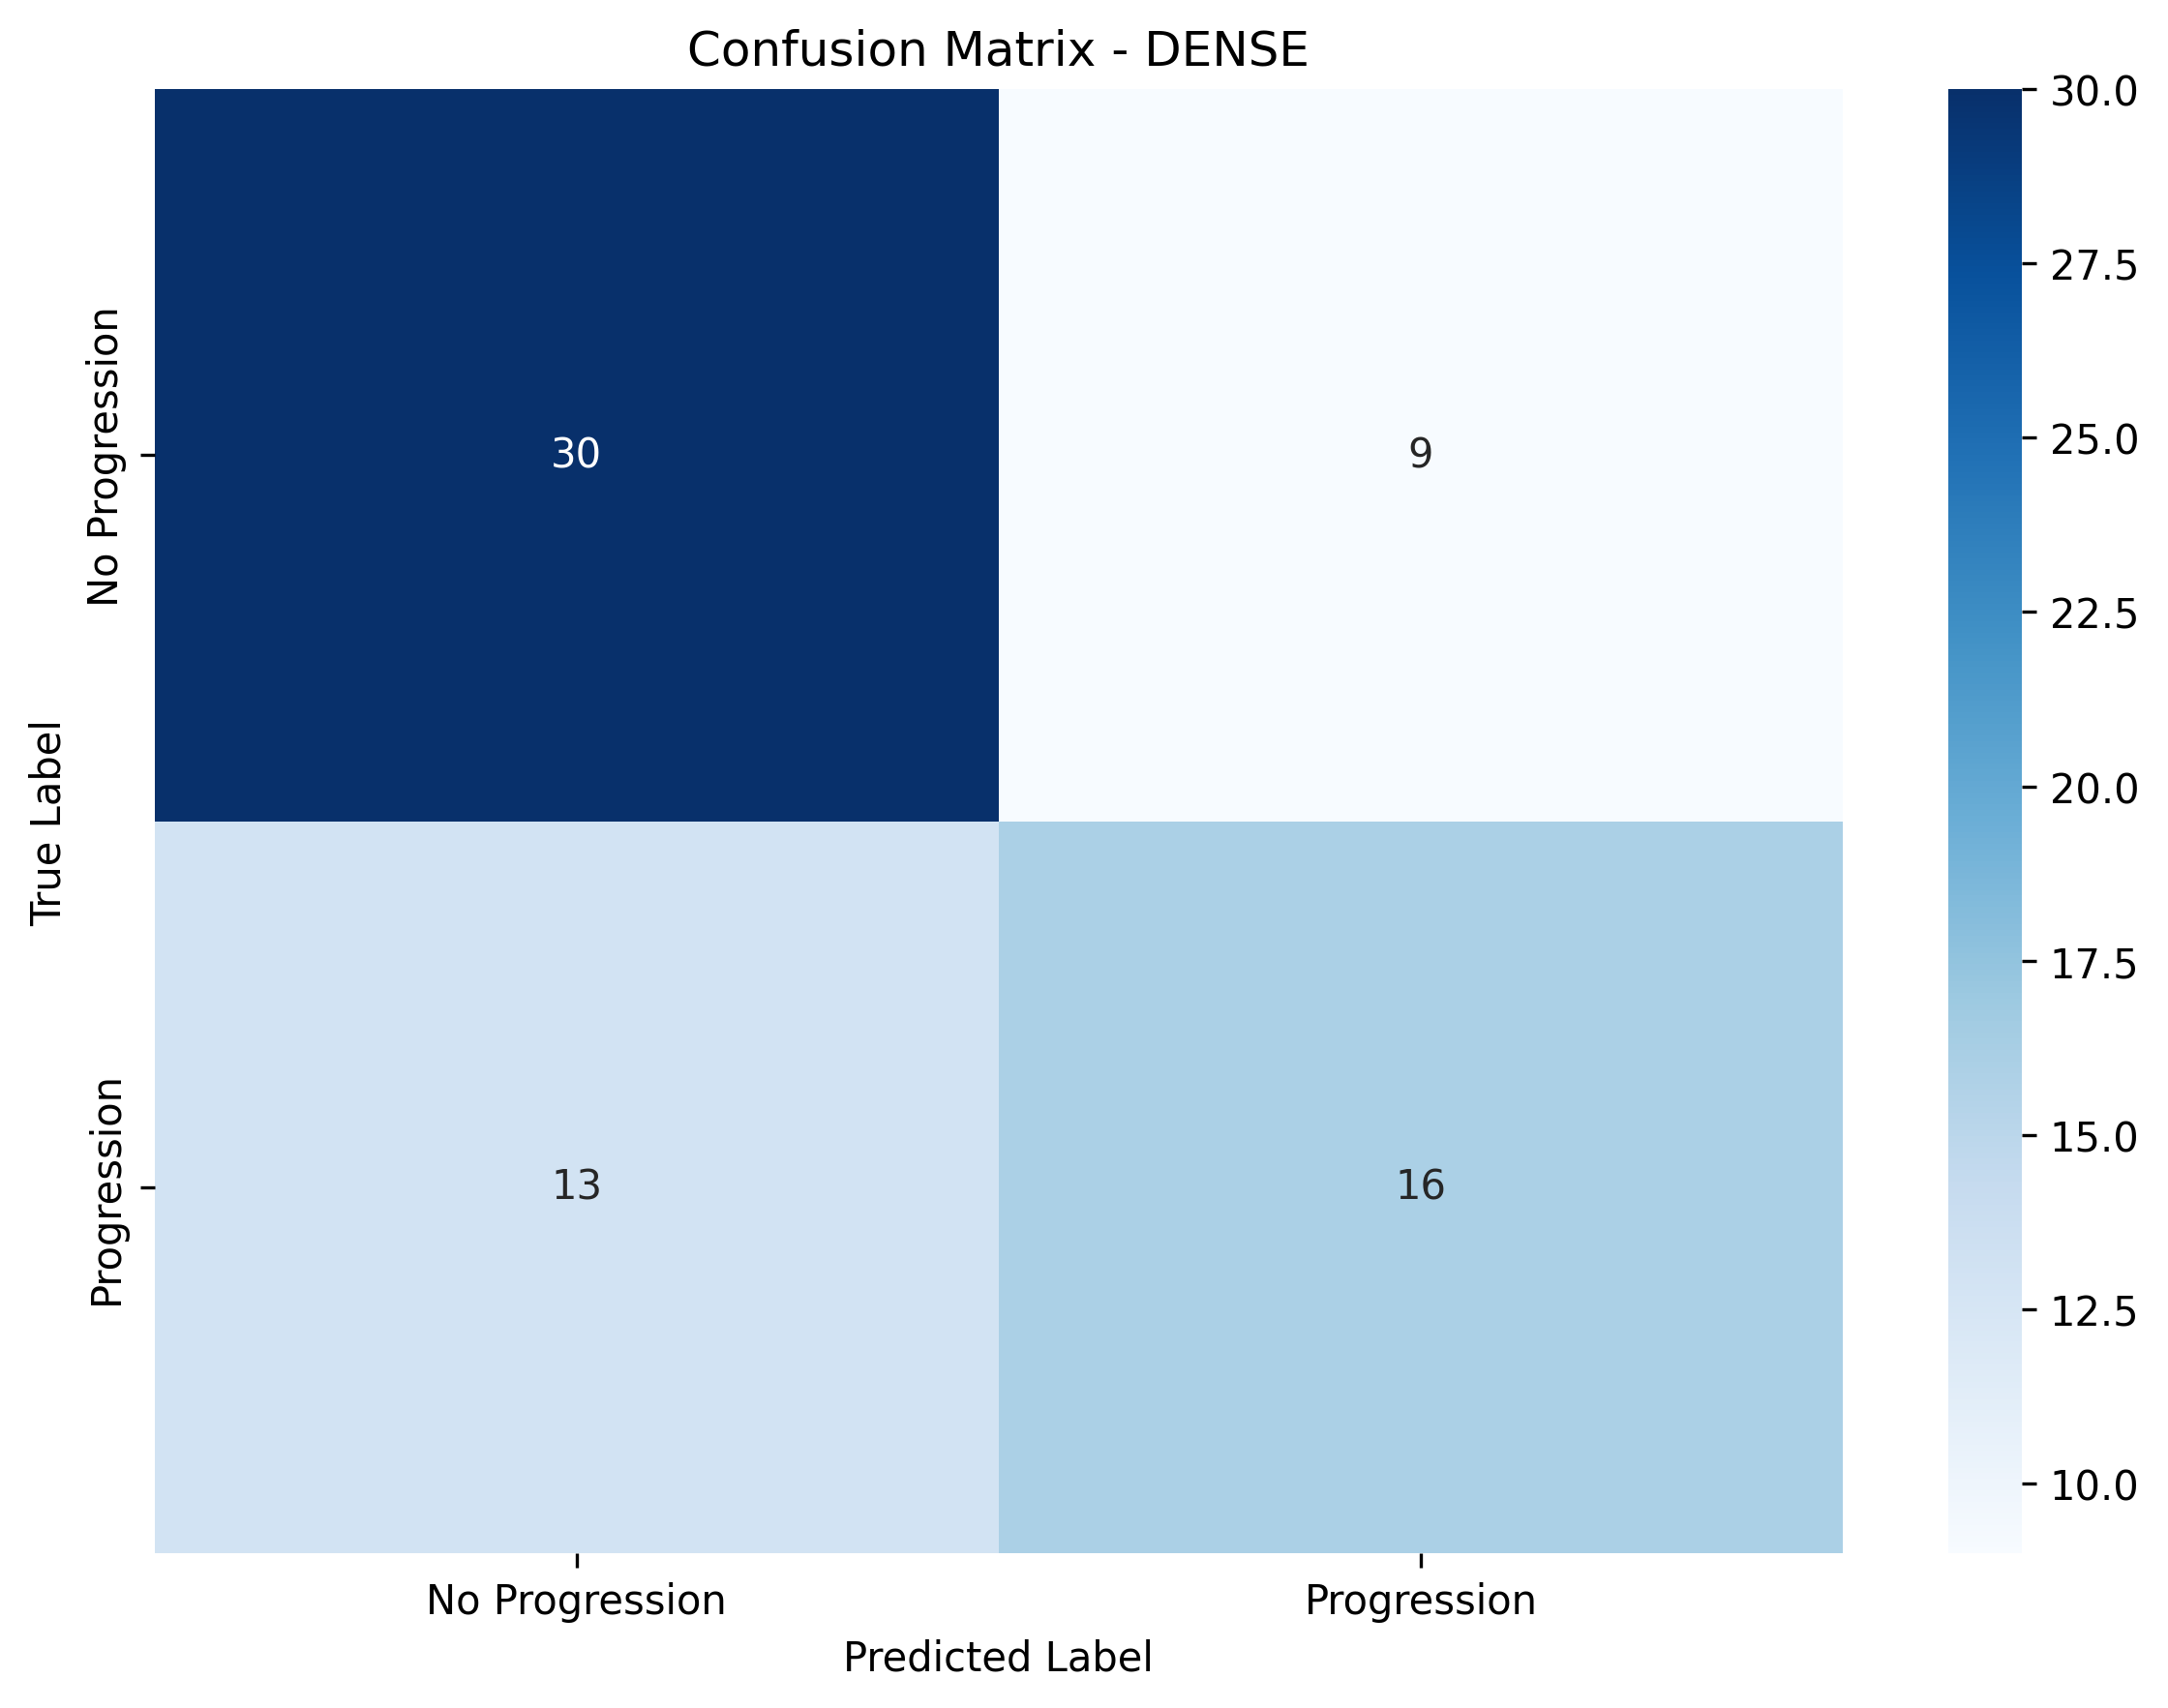 Confusion Matrix - DENSE
True Label
No Progression
Progression
30
9
13
16
No Progression
Progression
Predicted Label
30.0
27.5
25.0
22.5
20.0
17.5
15.0
12.5
10.0